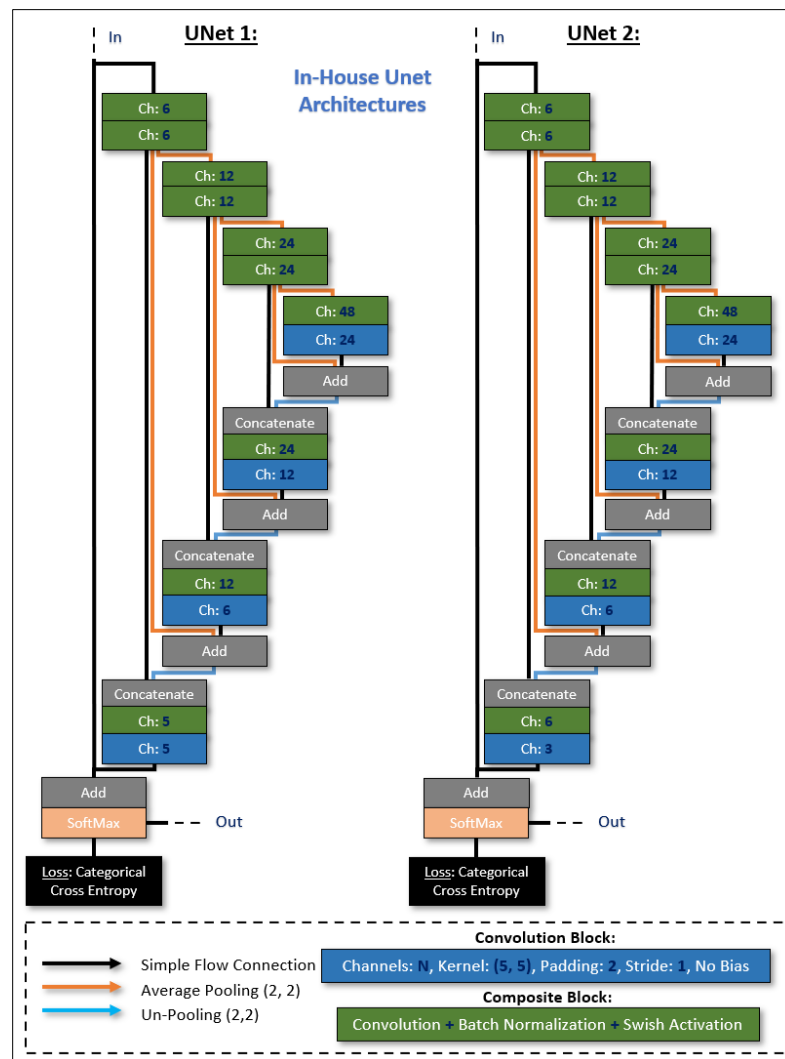 UNet 1:
In
In-House Unet
Architectures
Ch: 6
Ch: 6
Ch: 12
Ch: 12
Ch: 24
Ch: 24
Ch: 48
Ch: 24
Add
Concatenate
Ch: 24
Ch: 12
Add
Concatenate
Ch: 12
Ch: 6
Add
Concatenate
Ch: 5
Ch: 5
Add
SoftMax
Out
Loss: Categorical
Cross Entropy
UNet 2:
In
Ch: 6
Ch: 6
Ch: 12
Ch: 12
Ch: 24
Ch: 24
Ch: 48
Ch: 24
Add
Concatenate
Ch: 24
Ch: 12
Add
Concatenate
Ch: 12
Ch: 6
Add
Concatenate
Ch: 6
Ch: 3
Add
SoftMax
Out
Loss: Categorical
Cross Entropy
Simple Flow Connection
Average Pooling (2, 2)
Un-Pooling (2,2)
Convolution Block:
Channels: N, Kernel: (5, 5), Padding: 2, Stride: 1, No Bias
Composite Block:
Convolution + Batch Normalization + Swish Activation